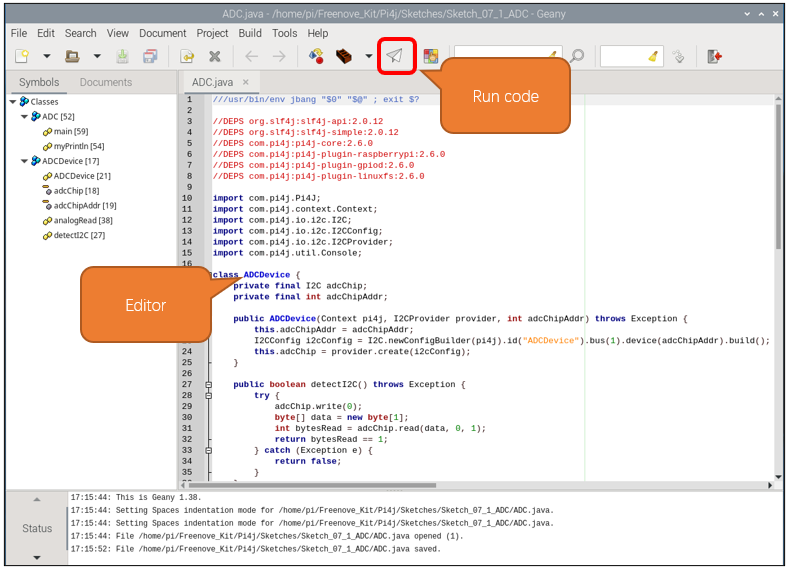 ADC.java - /home/pi/Freenove_Kit/Pi4j/Sketches/Sketch_07_1_ADC - Geany
File Edit Search View Document Project Build Tools Help
Run code
Symbols Documents
ADC.java
Classes
ADC [52]
main [59]
myPrintln [54]
ADCDevice [17]
ADCDevice [21]
adcChip [18]
adcChipAddr [19]
analogRead [38]
detectI2C [27]
1 ///usr/bin/env jbang "$0" "$@" ; exit $?
2
3 //DEPS org.slf4j:slf4j-api:2.0.12
4 //DEPS org.slf4j:slf4j-simple:2.0.12
5 //DEPS com.pi4j:pi4j-core:2.6.0
6 //DEPS com.pi4j:pi4j-plugin-raspberrypi:2.6.0
7 //DEPS com.pi4j:pi4j-plugin-gpiod:2.6.0
8 //DEPS com.pi4j:pi4j-plugin-linuxfs:2.6.0
9
10 import com.pi4j.Pi4J;
11 import com.pi4j.context.Context;
12 import com.pi4j.io.i2c.I2C;
13 import com.pi4j.io.i2c.I2CConfig;
14 import com.pi4j.io.i2c.I2CProvider;
15 import com.pi4j.util.Console;
16
class ADCDevice {
private final I2C adcChip;
private final int adcChipAddr;
public ADCDevice(Context pi4j, I2CProvider provider, int adcChipAddr) throws Exception {
this.adcChipAddr = adcChipAddr;
I2CConfig i2cConfig = I2C.newConfigBuilder(pi4j).id("ADCDevice").bus(1).device(adcChipAddr).build();
24 this.adcChip = provider.create(i2cConfig);
25 }
26
27 public boolean detectI2C() throws Exception {
28 try {
29 adcChip.write(0);
30 byte[] data = new byte[1];
31 int bytesRead = adcChip.read(data, 0, 1);
32 return bytesRead == 1;
33 } catch (Exception e) {
34 return false;
35 }
Editor
Status
17:15:44: This is Geany 1.38.
17:15:44: Setting Spaces indentation mode for /home/pi/Freenove_Kit/Pi4j/Sketches/Sketch_07_1_ADC/ADC.java.
17:15:44: Setting Spaces indentation mode for /home/pi/Freenove_Kit/Pi4j/Sketches/Sketch_07_1_ADC/ADC.java.
17:15:44: File /home/pi/Freenove_Kit/Pi4j/Sketches/Sketch_07_1_ADC/ADC.java opened (1).
17:15:52: File /home/pi/Freenove_Kit/Pi4j/Sketches/Sketch_07_1_ADC/ADC.java saved.